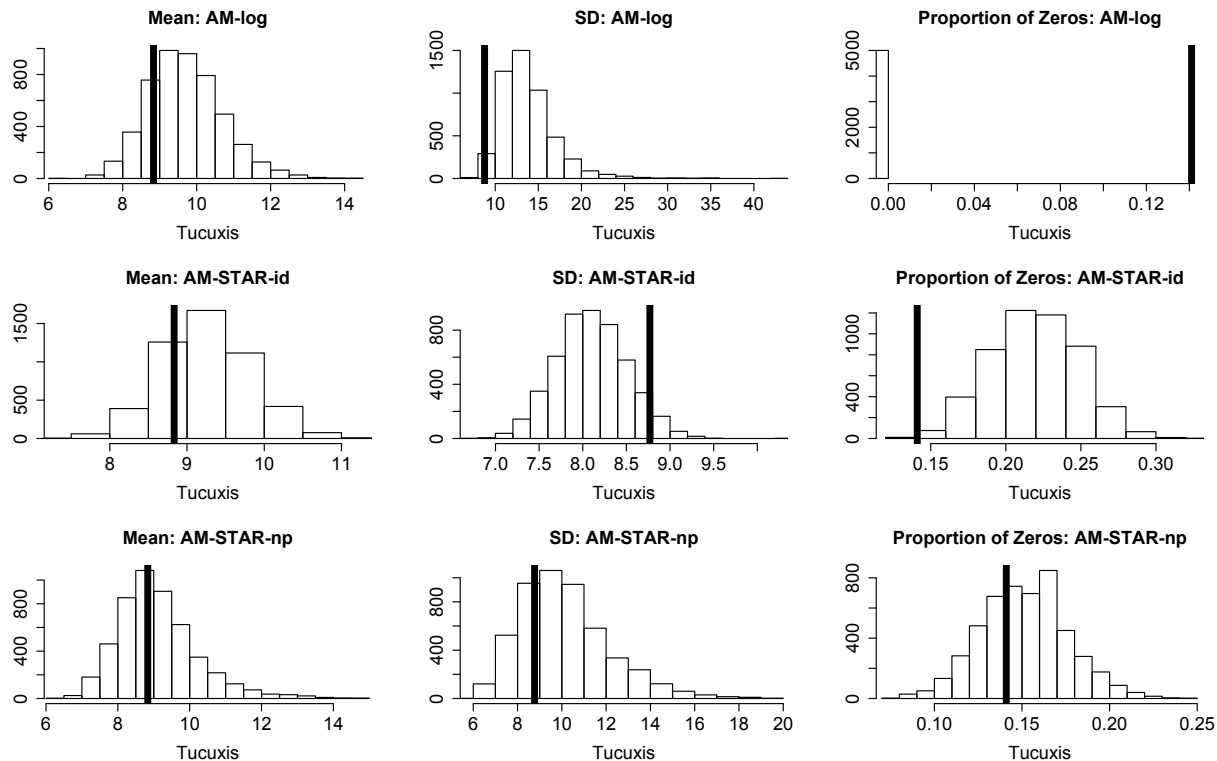 Mean: AM-log
0 400 800
6 8 10 12 14
Tucuxis
SD: AM-log
0 500 1500
10 15 20 25 30 35 40
Tucuxis
Proportion of Zeros: AM-log
0 2000 5000
0.00 0.04 0.08 0.12
Tucuxis
Mean: AM-STAR-id
0 500 1500
8 9 10 11
Tucuxis
SD: AM-STAR-id
0 400 800
7.0 7.5 8.0 8.5 9.0 9.5
Tucuxis
Proportion of Zeros: AM-STAR-id
0 400 1000
0.15 0.20 0.25 0.30
Tucuxis
Mean: AM-STAR-np
0 400 800
6 8 10 12 14
Tucuxis
SD: AM-STAR-np
0 400 800
6 8 10 12 14 16 18 20
Tucuxis
Proportion of Zeros: AM-STAR-np
0 400 800
0.10 0.15 0.20 0.25
Tucuxis